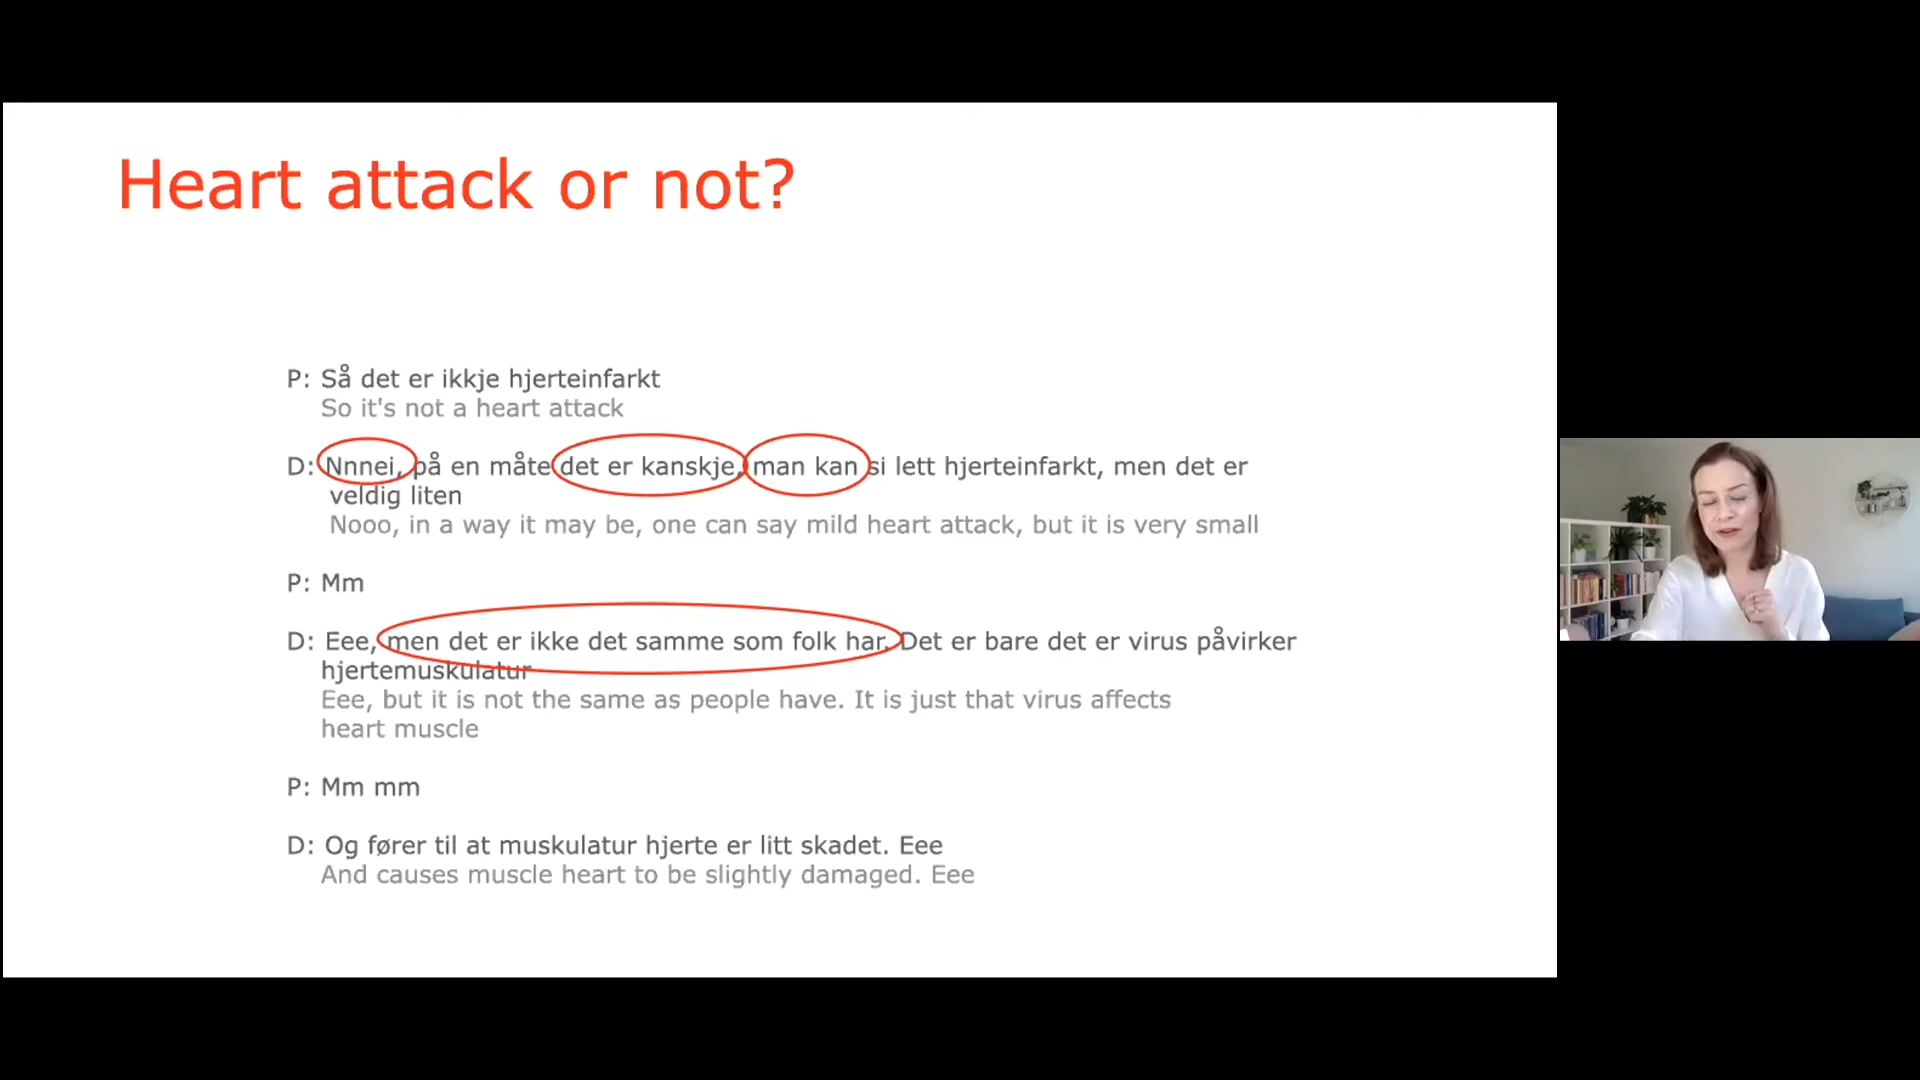 Heart attack or not?
P: Så det er ikkje hjerteinfarkt
So it's not a heart attack
D: Nnnei, på en måte det er kanskje, man kan si lett hjerteinfarkt, men det er
veldig liten
Nooo, in a way it may be, one can say mild heart attack, but it is very small
P: Mm
D: Eee, men det er ikke det samme som folk har. Det er bare det er virus påvirker
hjertemuskulatur
Eee, but it is not the same as people have. It is just that virus affects
heart muscle
P: Mm mm
D: Og fører til at muskulatur hjerte er litt skadet. Eee
And causes muscle heart to be slightly damaged. Eee